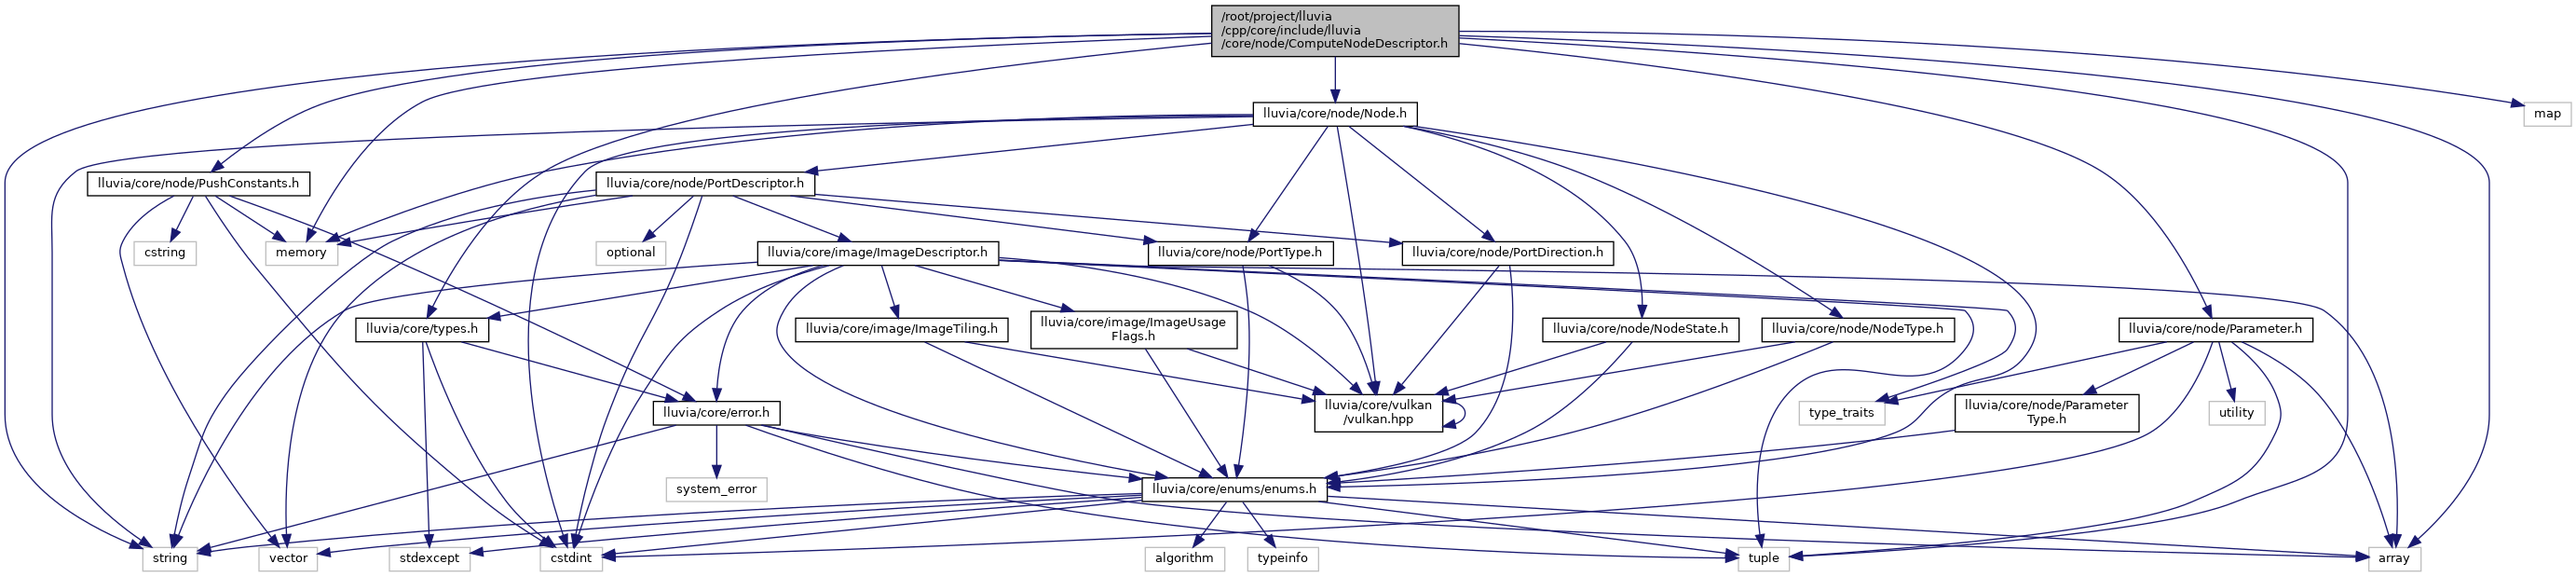 /root/project/lluvia
/cpp/core/include/lluvia
/core/node/ComputeNodeDescriptor.h
lluvia/core/node/Node.h
map
lluvia/core/node/PushConstants.h
lluvia/core/node/PortDescriptor.h
cstring
memory
optional
lluvia/core/image/ImageDescriptor.h
lluvia/core/node/PortType.h
lluvia/core/node/PortDirection.h
lluvia/core/types.h
lluvia/core/image/ImageTiling.h
lluvia/core/image/ImageUsage
Flags.h
lluvia/core/node/NodeState.h
lluvia/core/node/NodeType.h
lluvia/core/node/Parameter.h
lluvia/core/error.h
lluvia/core/vulkan
/vulkan.hpp
type_traits
lluvia/core/node/Parameter
Type.h
utility
system_error
lluvia/core/enums/enums.h
string
vector
stdexcept
cstdint
algorithm
typeinfo
tuple
array